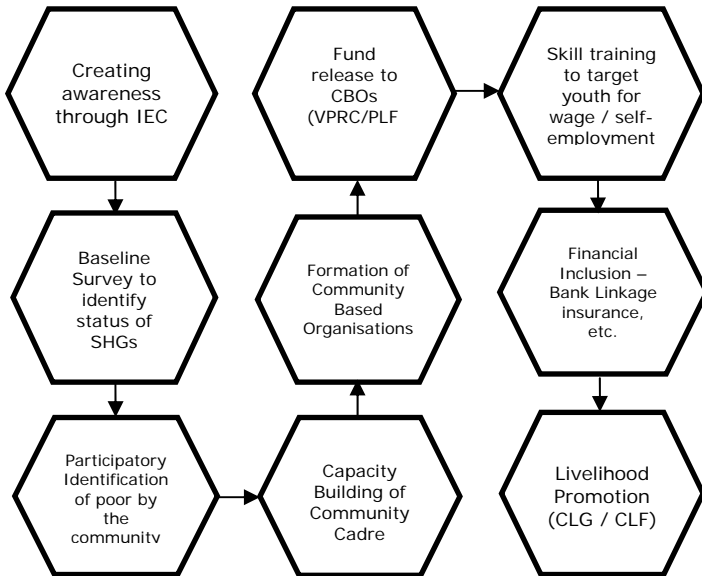 Creating
awareness
through IEC
Baseline
Survey to
identify
status of
SHGs
Participatory
Identification
of poor by
the
community
Capacity
Building of
Community
Cadre
Formation of
Community
Based
Organisations
Fund
release to
CBOs
(VPRC/PLF
Skill training
to target
youth for
wage / self-
employment
Financial
Inclusion –
Bank Linkage
insurance,
etc.
Livelihood
Promotion
(CLG / CLF)